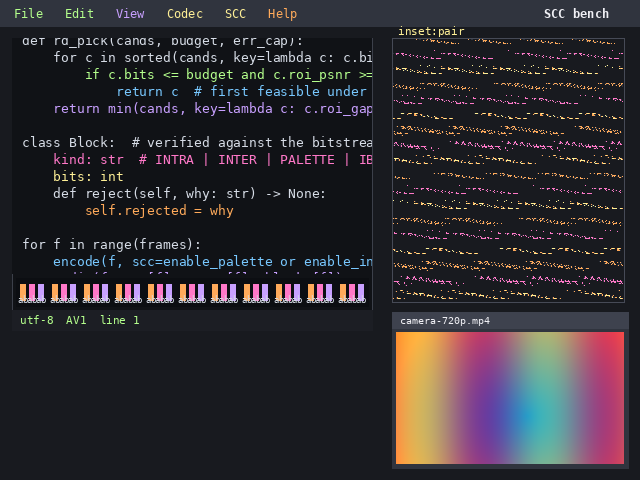 File Edit View Codec SCC Help SCC bench
def rd_pick(cands, budget, err_cap):
    for c in sorted(cands, key=lambda c: c.bi
        if c.bits <= budget and c.roi_psnr >=
            return c  # first feasible under
    return min(cands, key=lambda c: c.roi_gap
class Block:  # verified against the bitstrea
    kind: str  # INTRA | INTER | PALETTE | IB
    bits: int
    def reject(self, why: str) -> None:
        self.rejected = why
for f in range(frames):
    encode(f, scc=enable_palette or enable_in
utf-8 AV1 line 1
inset:pair
camera-720p.mp4